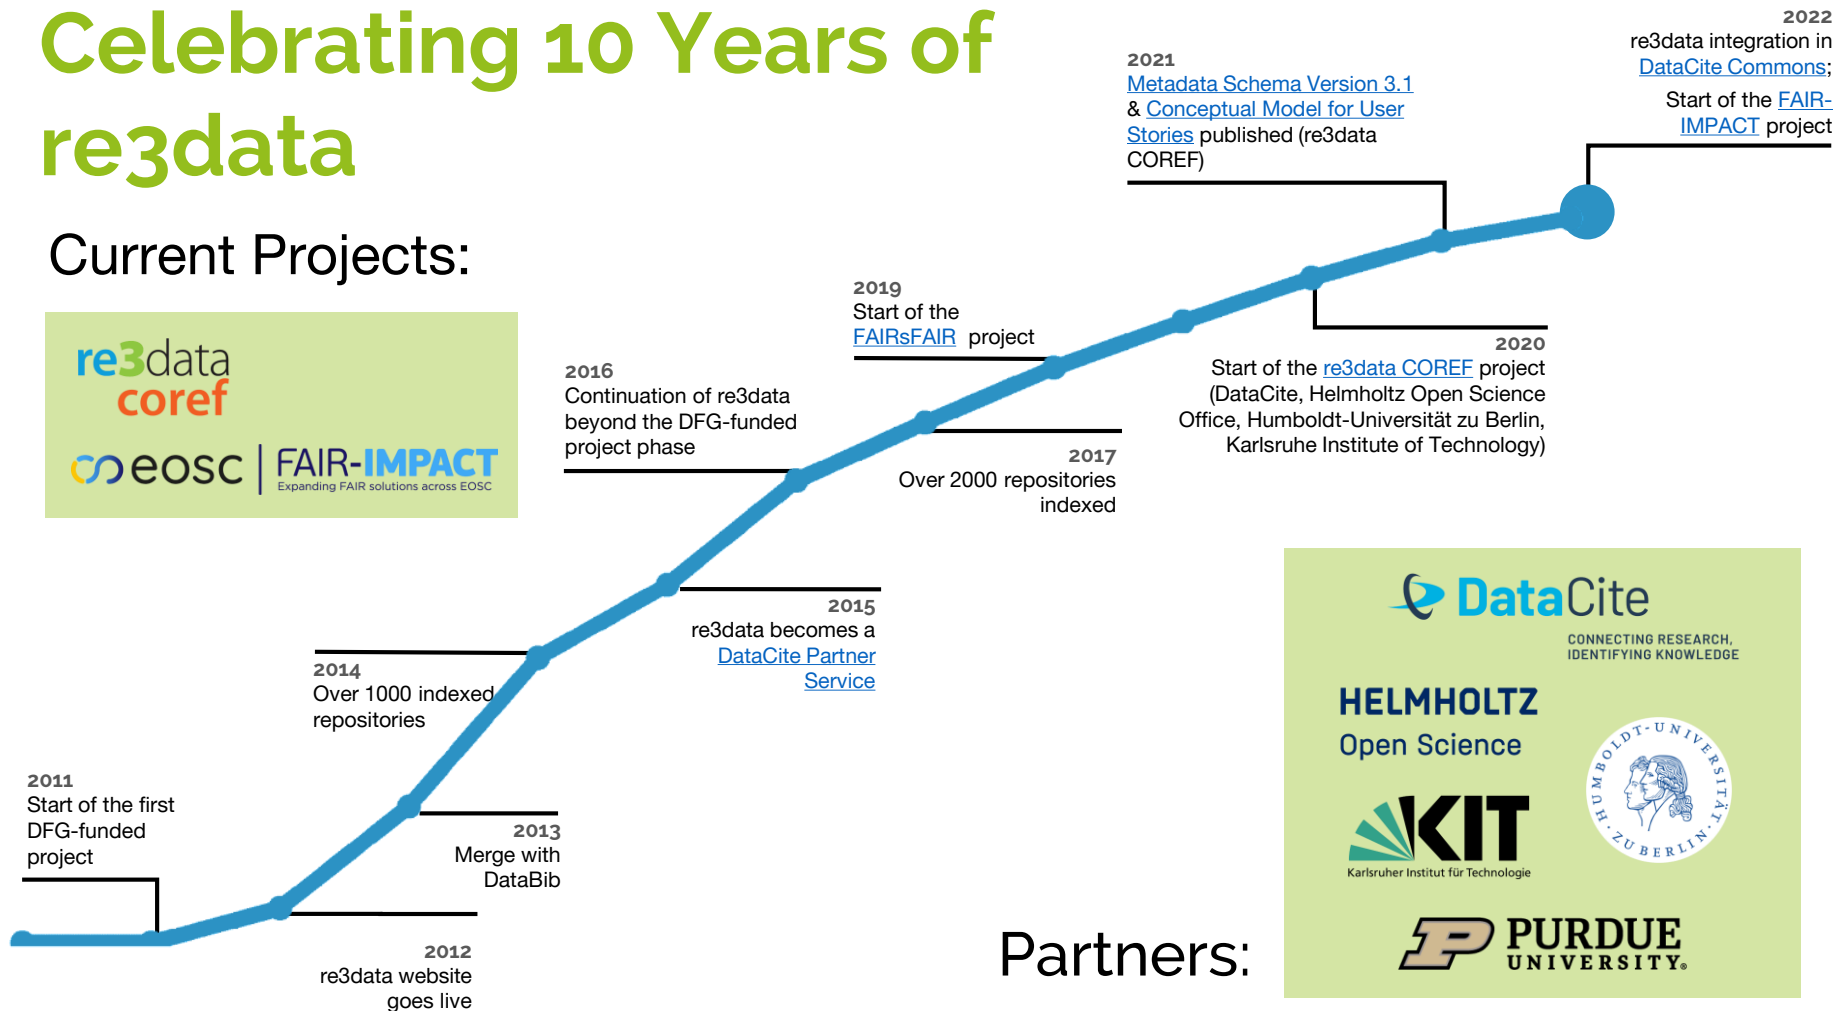 Celebrating 10 Years of
re3data
Current Projects:
re3data
coref
eosc | FAIR-IMPACT
Expanding FAIR solutions across EOSC
2011
Start of the first
DFG-funded
project
2012
re3data website
goes live
2013
Merge with
DataBib
2014
Over 1000 indexed
repositories
2015
re3data becomes a
DataCite Partner
Service
2016
Continuation of re3data
beyond the DFG-funded
project phase
2017
Over 2000 repositories
indexed
2019
Start of the
FAIRsFAIR project
2020
Start of the re3data COREF project
(DataCite, Helmholtz Open Science
Office, Humboldt-Universität zu Berlin,
Karlsruhe Institute of Technology)
2021
Metadata Schema Version 3.1
& Conceptual Model for User
Stories published (re3data
COREF)
2022
re3data integration in
DataCite Commons;
Start of the FAIR-
IMPACT project
Partners:
DataCite
CONNECTING RESEARCH,
IDENTIFYING KNOWLEDGE
HELMHOLTZ
Open Science
HUMBOLDT-UNIVERSITÄT
ZU BERLIN
KIT
Karlsruher Institut für Technologie
P PURDUE
UNIVERSITY®